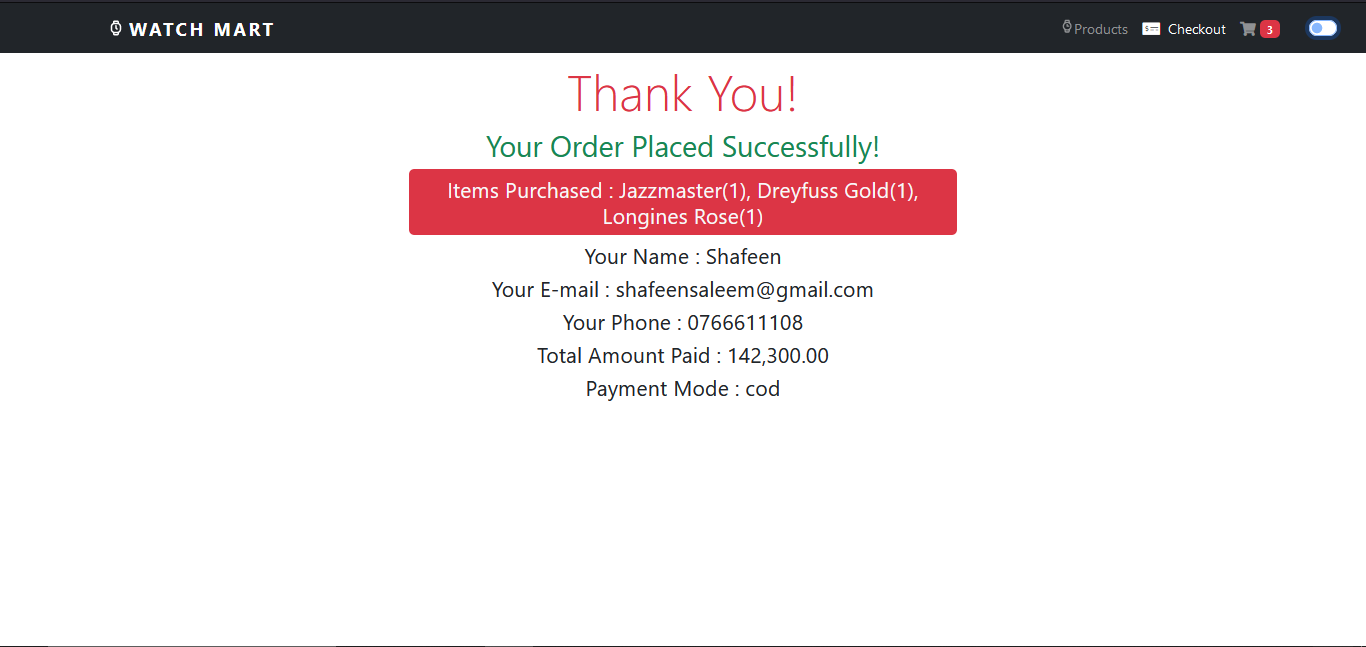 WATCH MART
Products
Checkout
3
Thank You!
Your Order Placed Successfully!
Items Purchased : Jazzmaster(1), Dreyfuss Gold(1),
Longines Rose(1)
Your Name : Shafeen
Your E-mail : shafeensaleem@gmail.com
Your Phone : 0766611108
Total Amount Paid : 142,300.00
Payment Mode : cod